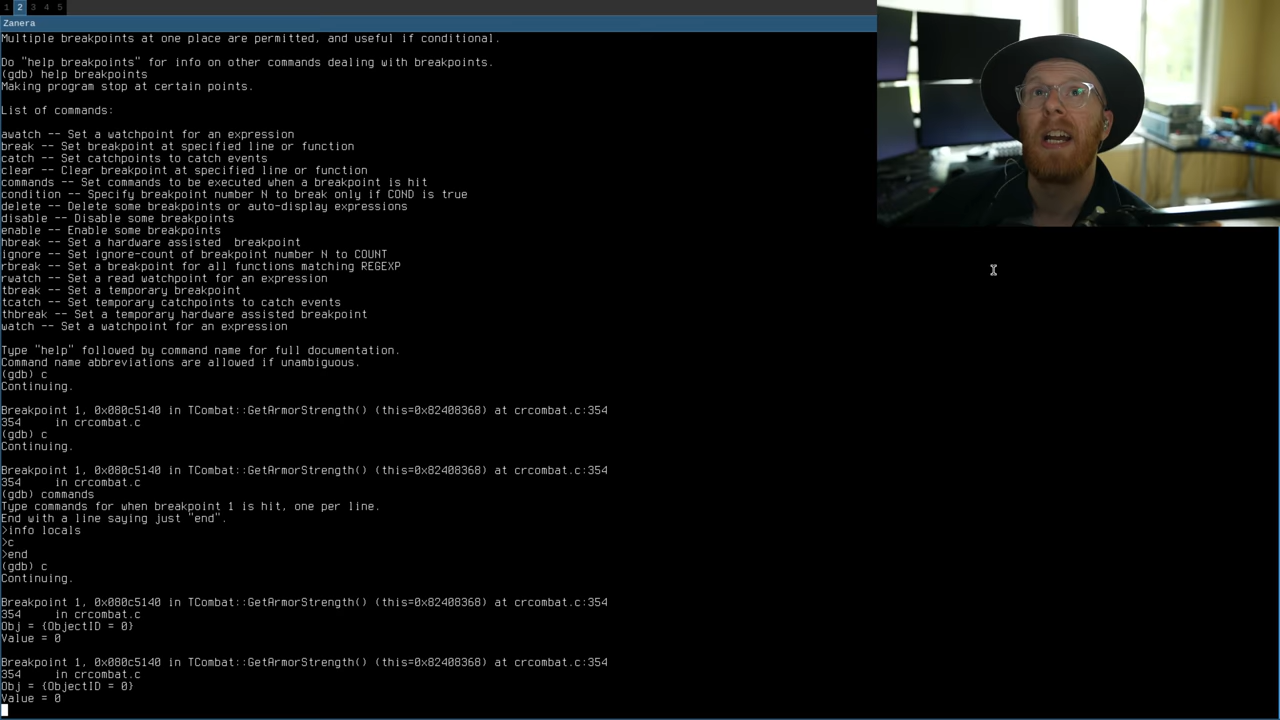 1 2 3 4 5
Zanera
Multiple breakpoints at one place are permitted, and useful if conditional.
Do "help breakpoints" for info on other commands dealing with breakpoints.
(gdb) help breakpoints
Making program stop at certain points.
List of commands:
awatch -- Set a watchpoint for an expression
break -- Set breakpoint at specified line or function
catch -- Set catchpoints to catch events
clear -- Clear breakpoint at specified line or function
commands -- Set commands to be executed when a breakpoint is hit
condition -- Specify breakpoint number N to break only if COND is true
delete -- Delete some breakpoints or auto-display expressions
disable -- Disable some breakpoints
enable -- Enable some breakpoints
hbreak -- Set a hardware assisted  breakpoint
ignore -- Set ignore-count of breakpoint number N to COUNT
rbreak -- Set a breakpoint for all functions matching REGEXP
rwatch -- Set a read watchpoint for an expression
tbreak -- Set a temporary breakpoint
tcatch -- Set temporary catchpoints to catch events
thbreak -- Set a temporary hardware assisted breakpoint
watch -- Set a watchpoint for an expression
Type "help" followed by command name for full documentation.
Command name abbreviations are allowed if unambiguous.
(gdb) c
Continuing.
Breakpoint 1, 0x080c5140 in TCombat::GetArmorStrength() (this=0x82408368) at crcombat.c:354
354     in crcombat.c
(gdb) c
Continuing.
Breakpoint 1, 0x080c5140 in TCombat::GetArmorStrength() (this=0x82408368) at crcombat.c:354
354     in crcombat.c
(gdb) commands
Type commands for when breakpoint 1 is hit, one per line.
End with a line saying just "end".
>info locals
>c
>end
(gdb) c
Continuing.
Breakpoint 1, 0x080c5140 in TCombat::GetArmorStrength() (this=0x82408368) at crcombat.c:354
354     in crcombat.c
Obj = {ObjectID = 0}
Value = 0
Breakpoint 1, 0x080c5140 in TCombat::GetArmorStrength() (this=0x82408368) at crcombat.c:354
354     in crcombat.c
Obj = {ObjectID = 0}
Value = 0